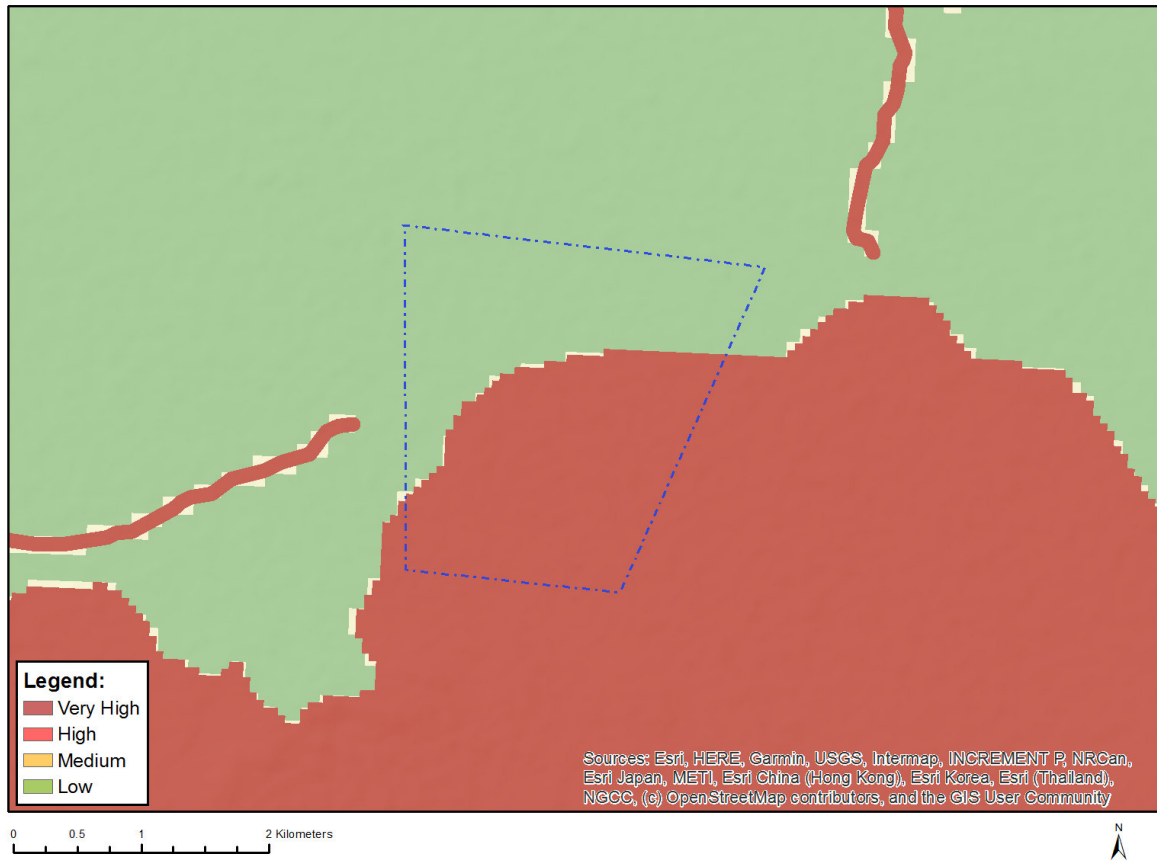 Legend:
Very High
High
Medium
Low
Sources: Esri, HERE, Garmin, USGS, Intermap, INCREMENT P, NRCan,
Esri Japan, METI, Esri China (Hong Kong), Esri Korea, Esri (Thailand),
NGCC, (c) OpenStreetMap contributors, and the GIS User Community
0 0.5 1 2 Kilometers
N